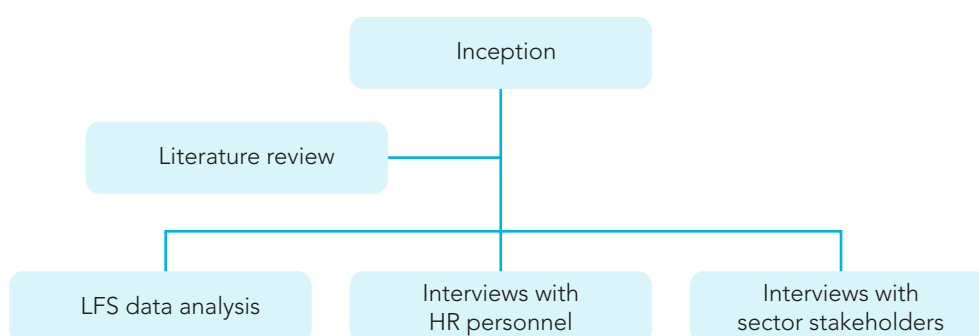 Inception
Literature review
LFS data analysis
Interviews with
HR personnel
Interviews with
sector stakeholders